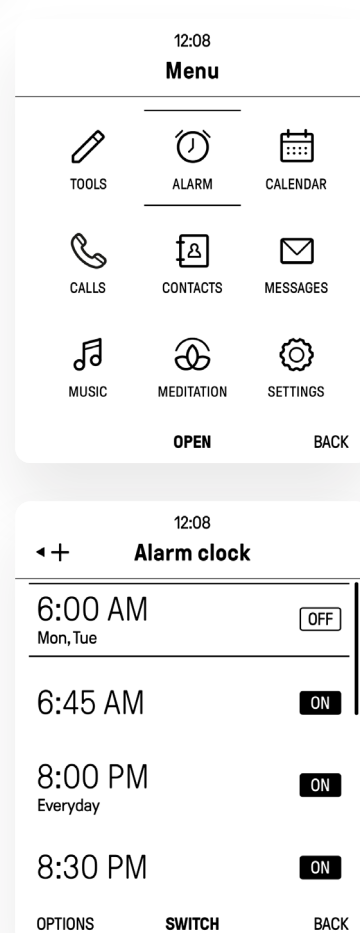 12:08
Menu
TOOLS ALARM CALENDAR
CALLS CONTACTS MESSAGES
MUSIC MEDITATION SETTINGS
OPEN BACK
12:08
+ Alarm clock
6:00 AM OFF
Mon, Tue
6:45 AM ON
8:00 PM ON
Everyday
8:30 PM ON
OPTIONS SWITCH BACK